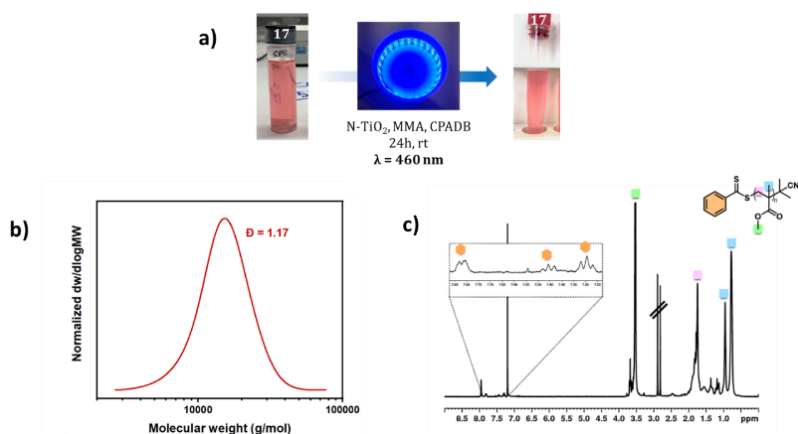 a)
17
17
N-TiO₂, MMA, CPADB
24h, rt
λ = 460 nm
b)
Đ = 1.17
Normalized dw/dlogMW
10000
100000
Molecular weight (g/mol)
c)
S
S
n
CN
O
O
8.5 8.0 7.5 7.0 6.5 6.0 5.5 5.0 4.5 4.0 3.5 3.0 2.5 2.0 1.5 1.0 ppm